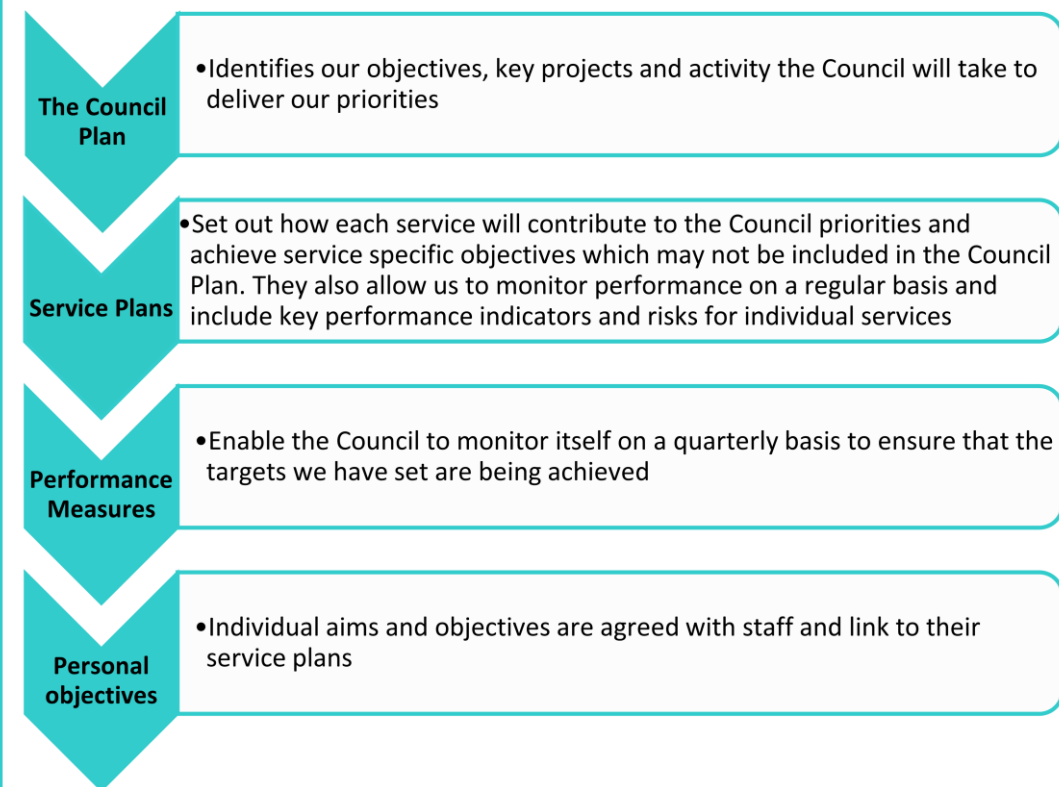 The Council
Plan
•Identifies our objectives, key projects and activity the Council will take to
deliver our priorities
Service Plans
•Set out how each service will contribute to the Council priorities and
achieve service specific objectives which may not be included in the Council
Plan. They also allow us to monitor performance on a regular basis and
include key performance indicators and risks for individual services
Performance
Measures
•Enable the Council to monitor itself on a quarterly basis to ensure that the
targets we have set are being achieved
Personal
objectives
•Individual aims and objectives are agreed with staff and link to their
service plans